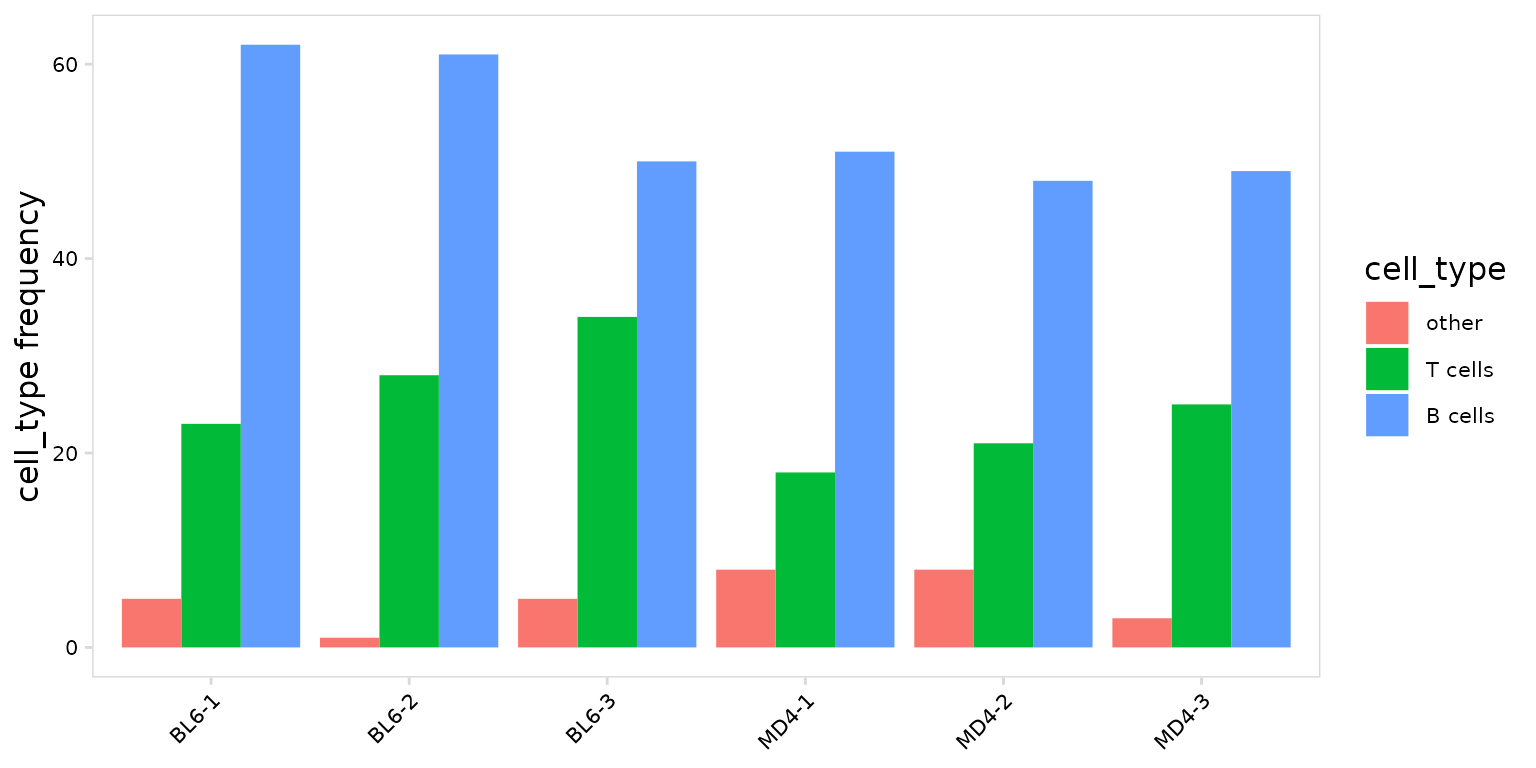 cell_type frequency
60
40
20
0
BL6-1
BL6-2
BL6-3
MD4-1
MD4-2
MD4-3
cell_type
other
T cells
B cells